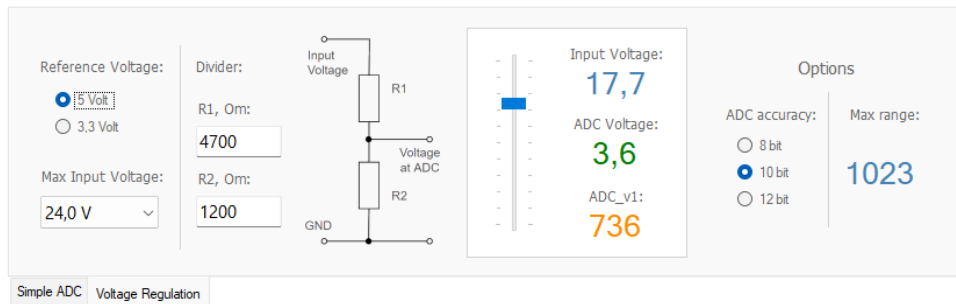 Reference Voltage:
5 Volt
3,3 Volt
Max Input Voltage:
24,0 V
Divider:
R1, Om:
4700
R2, Om:
1200
Input
Voltage
R1
Voltage
at ADC
R2
GND
Input Voltage:
17,7
ADC Voltage:
3,6
ADC_v1:
736
Options
ADC accuracy:
8 bit
10 bit
12 bit
Max range:
1023
Simple ADC
Voltage Regulation